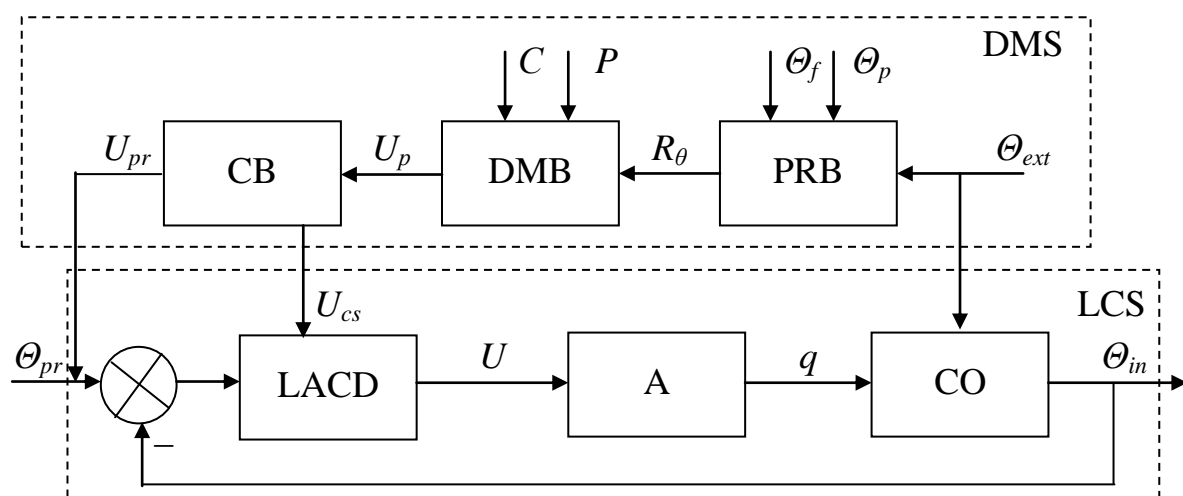 DMS
C P Θf Θp
Upr CB Up DMB Rθ PRB Θext
Ucs LCS
Θpr LACD U A q CO Θin
−